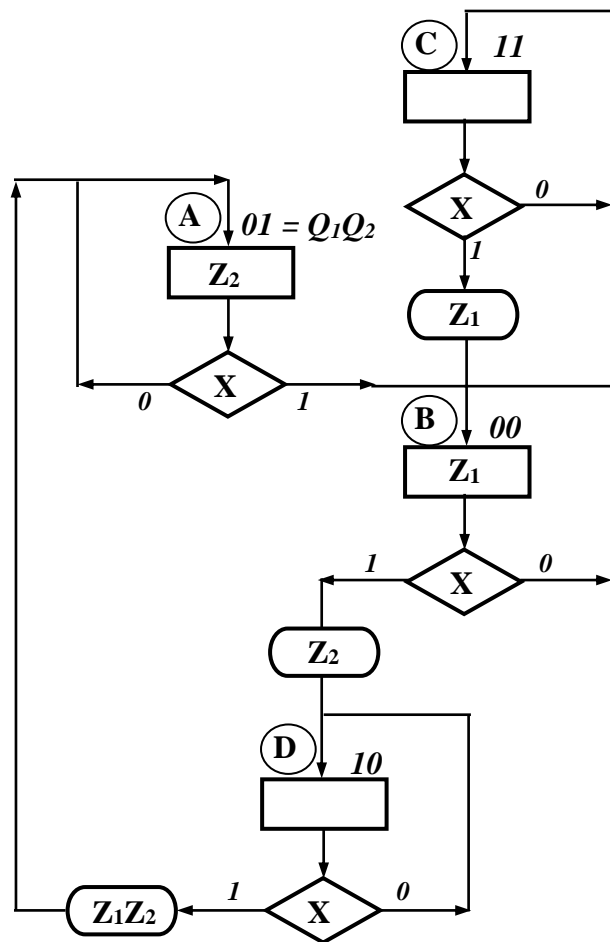 C 11
X 0
1
Z₁
A 01 = Q₁Q₂
Z₂
0 X 1
B 00
Z₁
1 X 0
Z₂
D 10
Z₁Z₂ 1 X 0